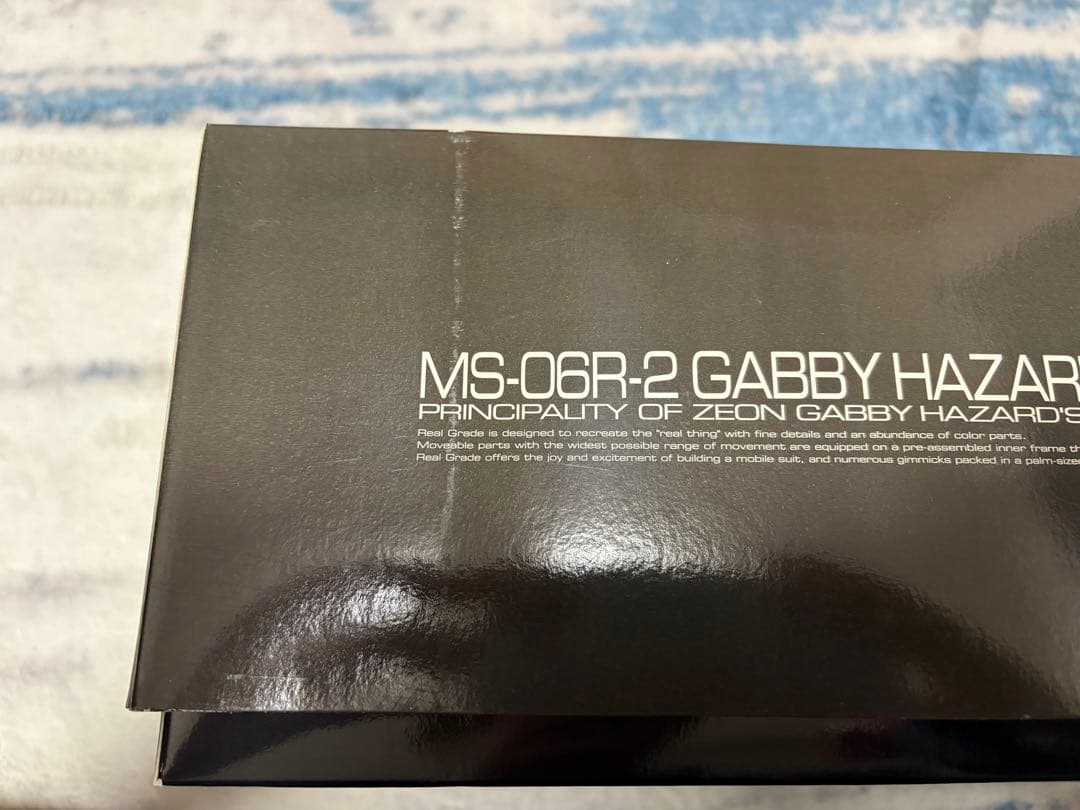 MS-06R-2 GABBY HAZAR
PRINCIPALITY OF ZEON GABBY HAZARD'S
Real Grade is designed to recreate the "real thing" with fine details and an abundance of color parts.
Moveable parts with the widest possible range of movement are equipped on a pre-assembled inner frame
Real Grade offers the joy and excitement of building a mobile suit, and numerous gimmicks packed in a palm-sized